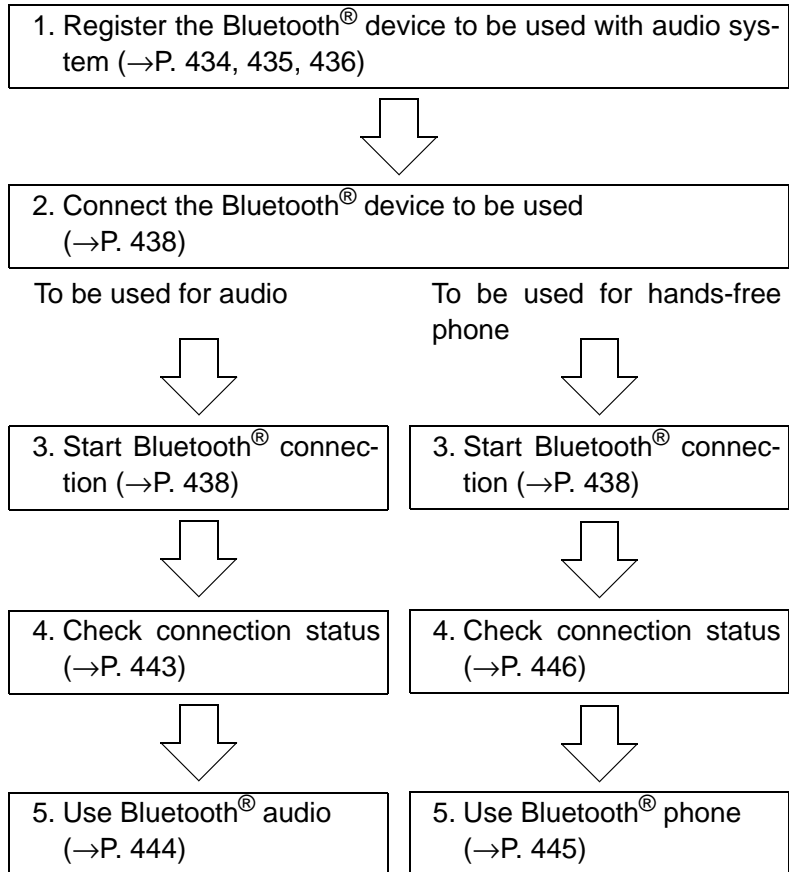 1. Register the Bluetooth® device to be used with audio sys-
tem (→P. 434, 435, 436)
2. Connect the Bluetooth® device to be used
(→P. 438)
To be used for audio
To be used for hands-free
phone
3. Start Bluetooth® connec-
tion (→P. 438)
3. Start Bluetooth® connec-
tion (→P. 438)
4. Check connection status
(→P. 443)
4. Check connection status
(→P. 446)
5. Use Bluetooth® audio
(→P. 444)
5. Use Bluetooth® phone
(→P. 445)